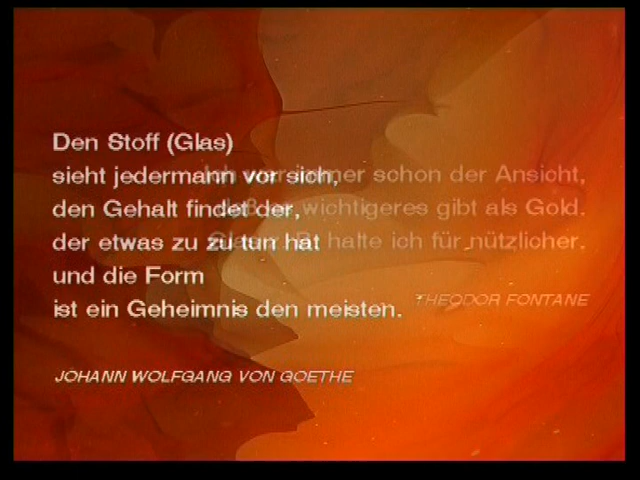 Den Stoff (Glas)
sieht jedermann vor sich,
den Gehalt findet der,
der etwas zu zu tun hat
und die Form
ist ein Geheimnis den meisten.
JOHANN WOLFGANG VON GOETHE
Ich immer schon der Ansicht,
wichtigeres gibt als Gold.
halte ich für nützlicher.
THEODOR FONTANE